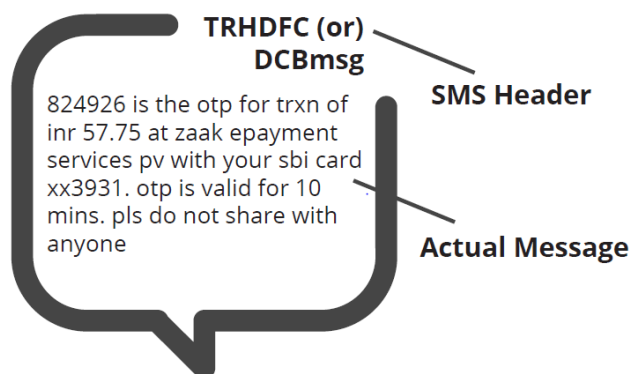 TRHDFC (or)
DCBmsg
SMS Header
824926 is the otp for trxn of
inr 57.75 at zaak epayment
services pv with your sbi card
xx3931. otp is valid for 10
mins. pls do not share with
anyone
Actual Message